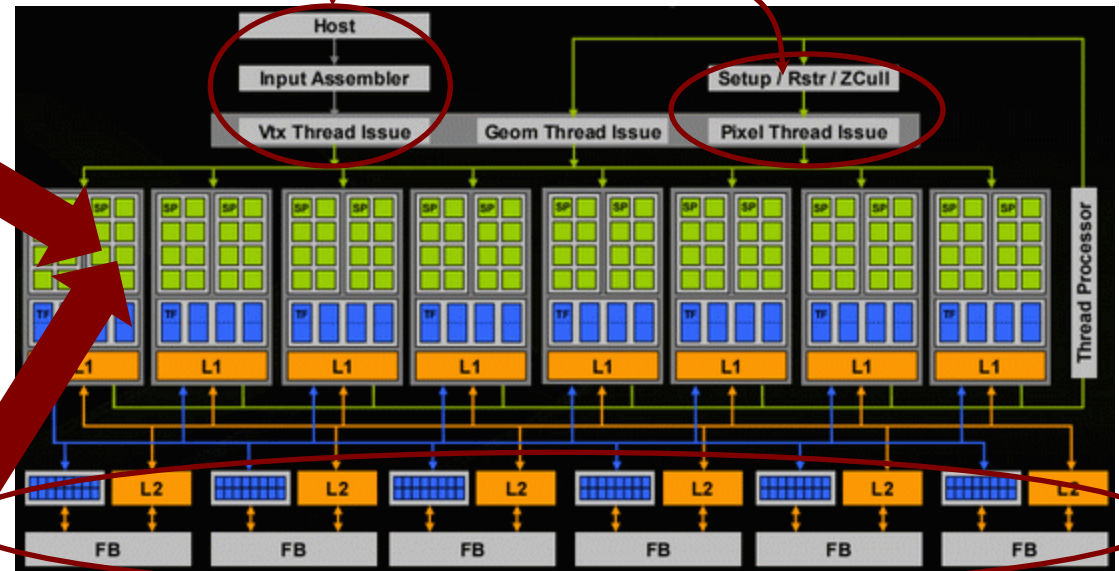 Host
Input Assembler
Setup / Rstr / ZCull
Vtx Thread Issue Geom Thread Issue Pixel Thread Issue
SP SP SP SP SP SP SP SP SP SP SP SP SP SP SP
Thread Processor
TF TF TF TF TF TF TF TF
L1 L1 L1 L1 L1 L1 L1 L1
L2 L2 L2 L2 L2 L2
FB FB FB FB FB FB